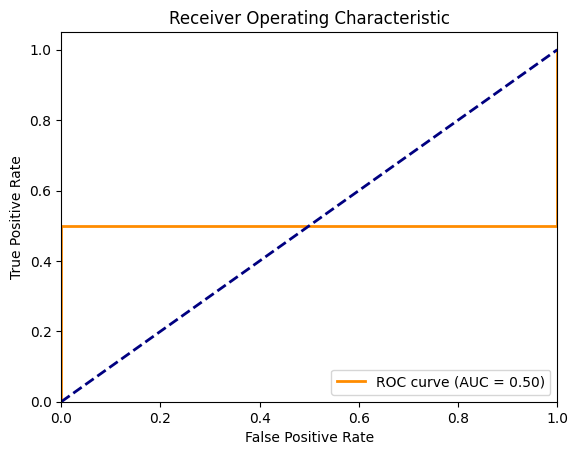 Receiver Operating Characteristic
True Positive Rate
1.0
0.8
0.6
0.4
0.2
0.0
ROC curve (AUC = 0.50)
0.0 0.2 0.4 0.6 0.8 1.0
False Positive Rate